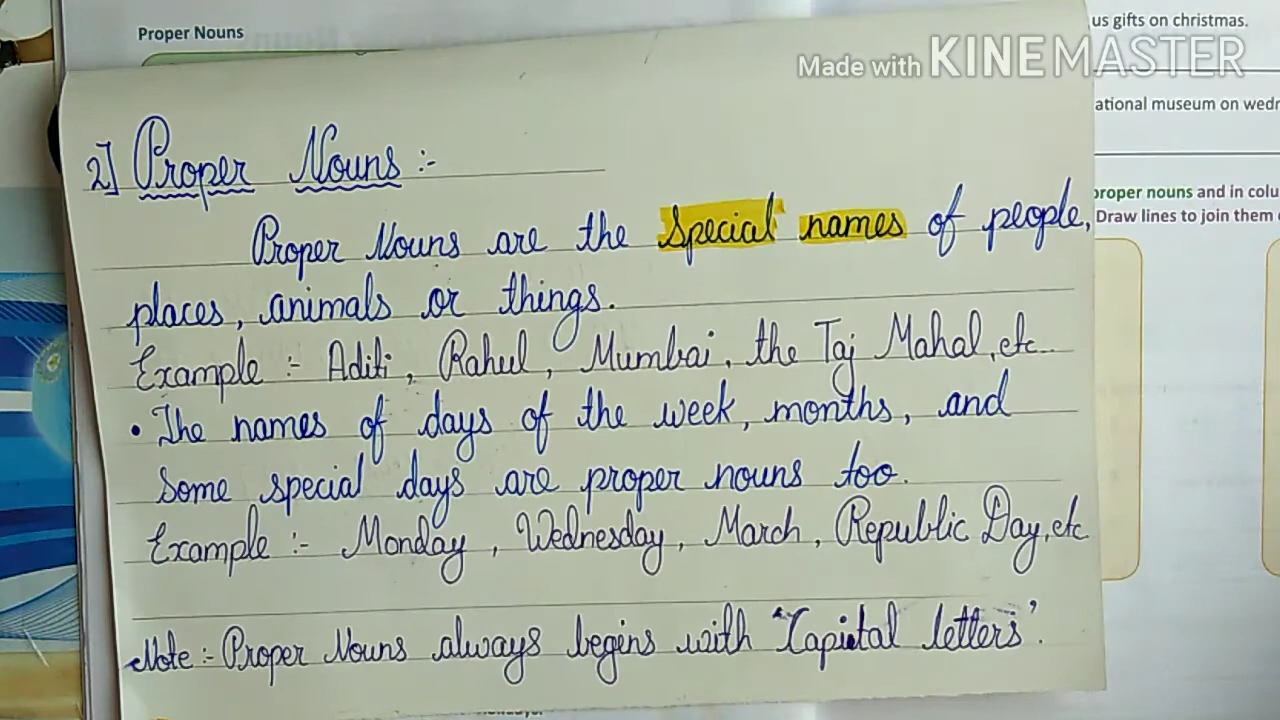 Proper Nouns
us gifts on christmas.
Made with KINEMASTER
ational museum on wedn
proper nouns and in colu
Draw lines to join them
2] Proper Nouns :-
Proper Nouns are the special names of people,
places, animals or things.
Example :- Aditi, Rahul, Mumbai, the Taj Mahal, etc..
• The names of days of the week, months, and
some special days are proper nouns too.
Example :- Monday, Wednesday, March, Republic Day, etc
Note :- Proper Nouns always begins with "Capital letters".